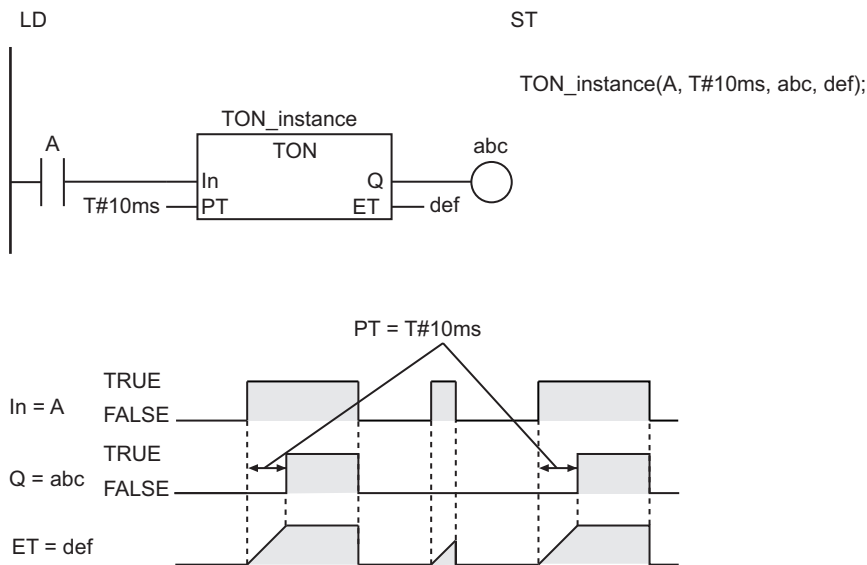 LD
ST
TON_instance(A, T#10ms, abc, def);
TON_instance
A
TON
abc
In
Q
T#10ms
PT
ET
def
PT = T#10ms
In = A
TRUE
FALSE
Q = abc
TRUE
FALSE
ET = def